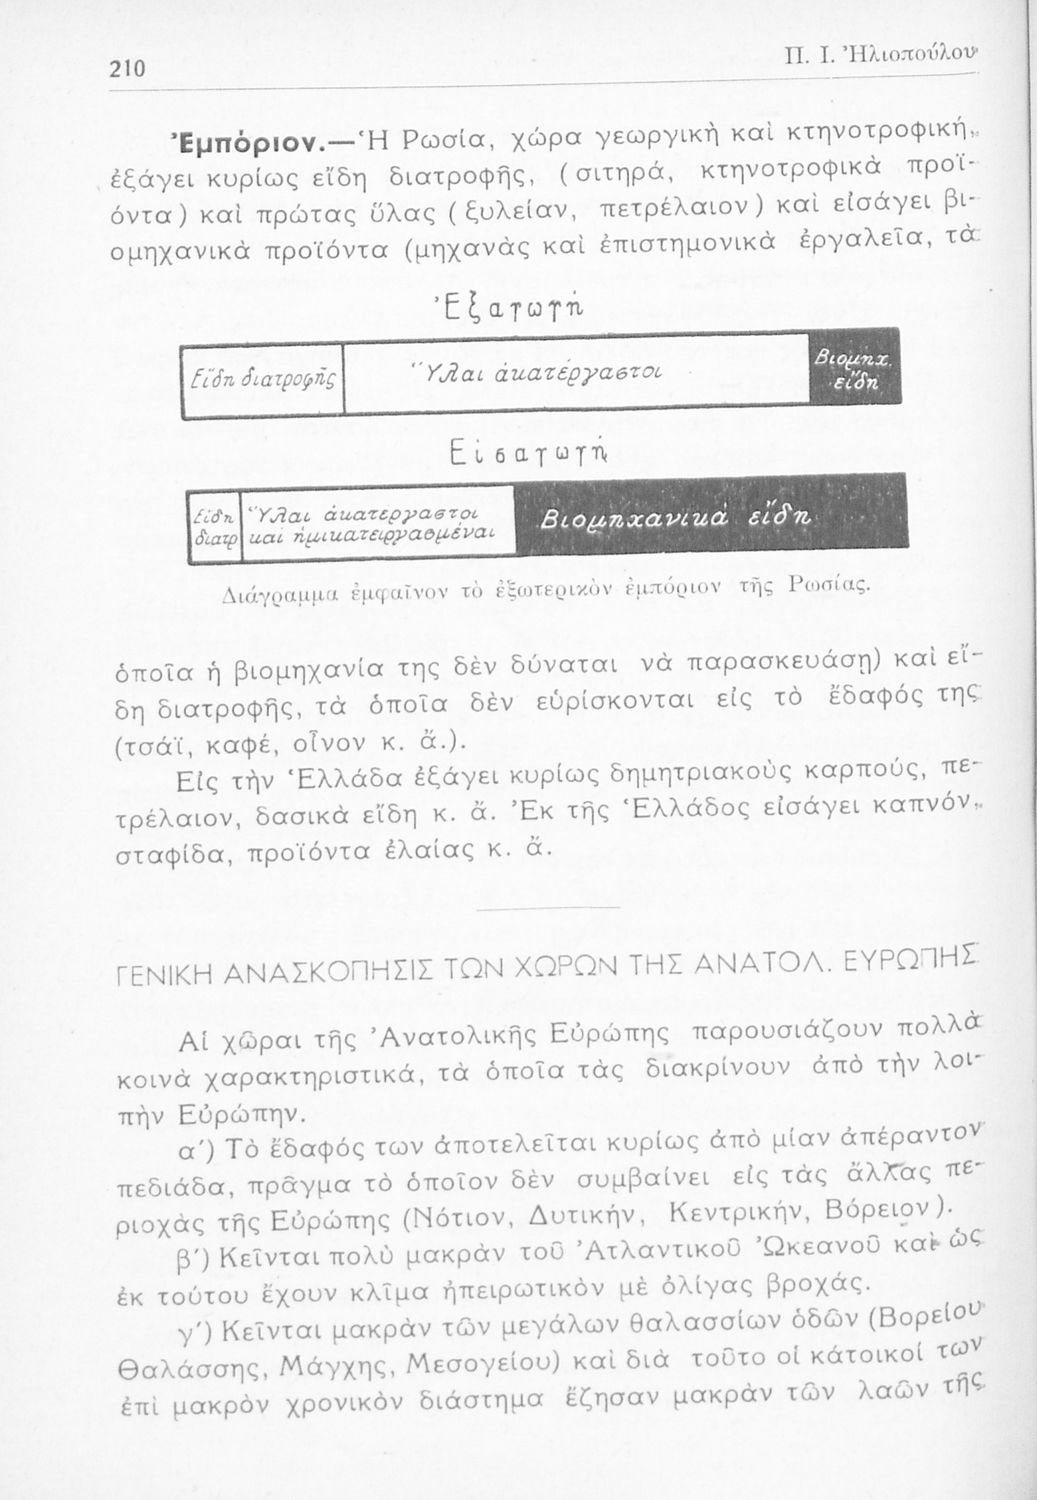 210
Π. Ι. Ἠλιοπούλου
Ἐμπόριον.—Ἡ Ρωσία, χώρα γεωργικὴ καὶ κτηνοτροφική,
ἐξάγει κυρίως εἴδη διατροφῆς, (σιτηρά, κτηνοτροφικὰ προϊ-
όντα) καὶ πρώτας ὕλας (ξυλείαν, πετρέλαιον) καὶ εἰσάγει βι-
ομηχανικὰ προϊόντα (μηχανὰς καὶ ἐπιστημονικὰ ἐργαλεῖα, τὰ
Ἐξαγωγή
Εἴδη διατροφῆς
Ὕλαι ἀκατέργαστοι
Βιομηχ.
εἴδη
Εἰσαγωγή
Εἴδη
διατρ
Ὕλαι ἀκατεργαστοι
και ἡμικατειργασμέναι
Βιομηχανικά εἴδη
Διάγραμμα ἐμφαῖνον τὸ ἐξωτερικὸν ἐμπόριον τῆς Ρωσίας.
ὁποῖα ἡ βιομηχανία της δὲν δύναται νὰ παρασκευάσῃ) καὶ εἴ-
δη διατροφῆς, τὰ ὁποῖα δὲν εὑρίσκονται εἰς τὸ ἔδαφός της
(τσάϊ, καφέ, οἶνον κ. ἄ.).
Εἰς τὴν Ἑλλάδα ἐξάγει κυρίως δημητριακοὺς καρπούς, πε-
τρέλαιον, δασικὰ εἴδη κ. ἄ. Ἐκ τῆς Ἑλλάδος εἰσάγει καπνόν,
σταφίδα, προϊόντα ἐλαίας κ. ἄ.
ΓΕΝΙΚΗ ΑΝΑΣΚΟΠΗΣΙΣ ΤΩΝ ΧΩΡΩΝ ΤΗΣ ΑΝΑΤΟΛ. ΕΥΡΩΠΗΣ
Αἱ χῶραι τῆς Ἀνατολικῆς Εὐρώπης παρουσιάζουν πολλὰ
κοινὰ χαρακτηριστικά, τὰ ὁποῖα τὰς διακρίνουν ἀπὸ τὴν λοι-
πὴν Εὐρώπην.
α΄) Τὸ ἔδαφός των ἀποτελεῖται κυρίως ἀπὸ μίαν ἀπέραντον
πεδιάδα, πρᾶγμα τὸ ὁποῖον δὲν συμβαίνει εἰς τὰς ἄλλας πε-
ριοχὰς τῆς Εὐρώπης (Νότιον, Δυτικήν, Κεντρικήν, Βόρειον).
β΄) Κεῖνται πολὺ μακρὰν τοῦ Ἀτλαντικοῦ Ὠκεανοῦ καὶ ὡς
ἐκ τούτου ἔχουν κλῖμα ἠπειρωτικὸν μὲ ὀλίγας βροχάς.
γ΄) Κεῖνται μακρὰν τῶν μεγάλων θαλασσίων ὁδῶν (Βορείου
Θαλάσσης, Μάγχης, Μεσογείου) καὶ διὰ τοῦτο οἱ κάτοικοί των
ἐπὶ μακρὸν χρονικὸν διάστημα ἔζησαν μακρὰν τῶν λαῶν τῆς